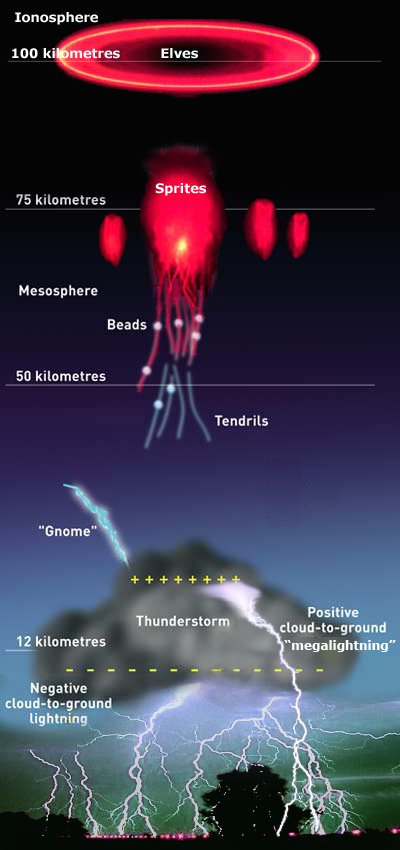 Ionosphere
100 kilometres
Elves
Sprites
75 kilometres
Mesosphere
Beads
50 kilometres
Tendrils
"Gnome"
+ + + + + + + +
Thunderstorm
Positive
cloud-to-ground
“megalightning”
12 kilometres
- - - - - - - - - - - - -
Negative
cloud-to-ground
lightning